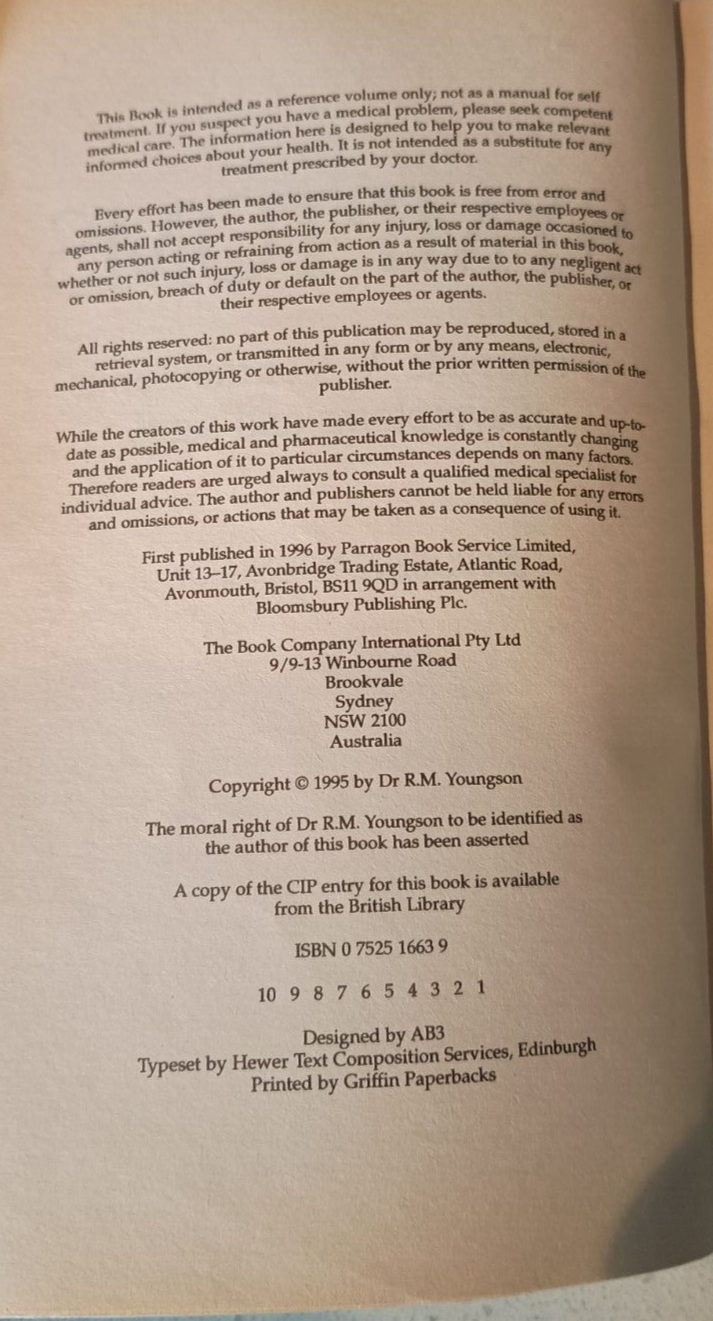 This Book is intended as a reference volume only; not as a manual for self
treatment. If you suspect you have a medical problem, please seek competent
medical care. The information here is designed to help you to make relevant
informed choices about your health. It is not intended as a substitute for any
treatment prescribed by your doctor.
Every effort has been made to ensure that this book is free from error and
omissions. However, the author, the publisher, or their respective employees or
agents, shall not accept responsibility for any injury, loss or damage occasioned to
any person acting or refraining from action as a result of material in this book,
whether or not such injury, loss or damage is in any way due to to any negligent act
or omission, breach of duty or default on the part of the author, the publisher, or
their respective employees or agents.
All rights reserved: no part of this publication may be reproduced, stored in a
retrieval system, or transmitted in any form or by any means, electronic,
mechanical, photocopying or otherwise, without the prior written permission of the
publisher.
While the creators of this work have made every effort to be as accurate and up-to-
date as possible, medical and pharmaceutical knowledge is constantly changing
and the application of it to particular circumstances depends on many factors.
Therefore readers are urged always to consult a qualified medical specialist for
individual advice. The author and publishers cannot be held liable for any errors
and omissions, or actions that may be taken as a consequence of using it.
First published in 1996 by Parragon Book Service Limited,
Unit 13–17, Avonbridge Trading Estate, Atlantic Road,
Avonmouth, Bristol, BS11 9QD in arrangement with
Bloomsbury Publishing Plc.
The Book Company International Pty Ltd
9/9-13 Winbourne Road
Brookvale
Sydney
NSW 2100
Australia
Copyright © 1995 by Dr R.M. Youngson
The moral right of Dr R.M. Youngson to be identified as
the author of this book has been asserted
A copy of the CIP entry for this book is available
from the British Library
ISBN 0 7525 1663 9
10 9 8 7 6 5 4 3 2 1
Designed by AB3
Typeset by Hewer Text Composition Services, Edinburgh
Printed by Griffin Paperbacks